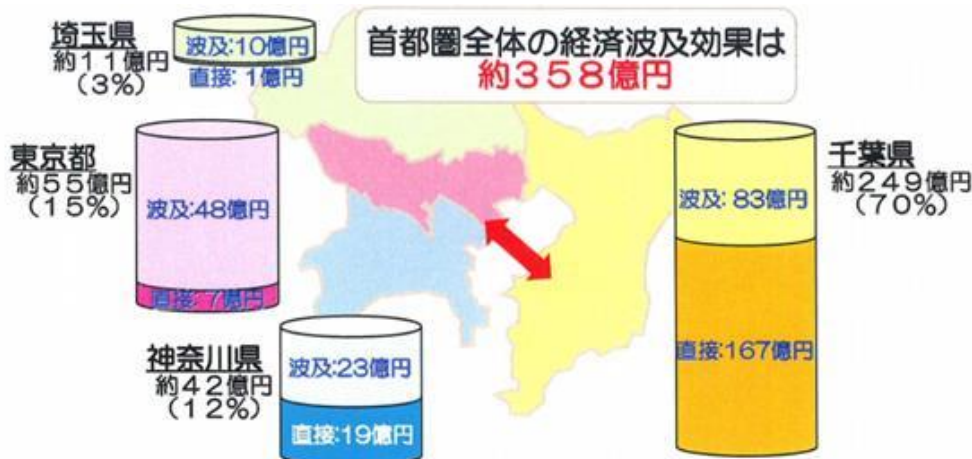 首都圏全体の経済波及効果は
約358億円
埼玉県
約11億円
(3%)
波及:10億円
直接:1億円
東京都
約55億円
(15%)
波及:48億円
直接:7億円
神奈川県
約42億円
(12%)
波及:23億円
直接:19億円
千葉県
約249億円
(70%)
波及:83億円
直接:167億円